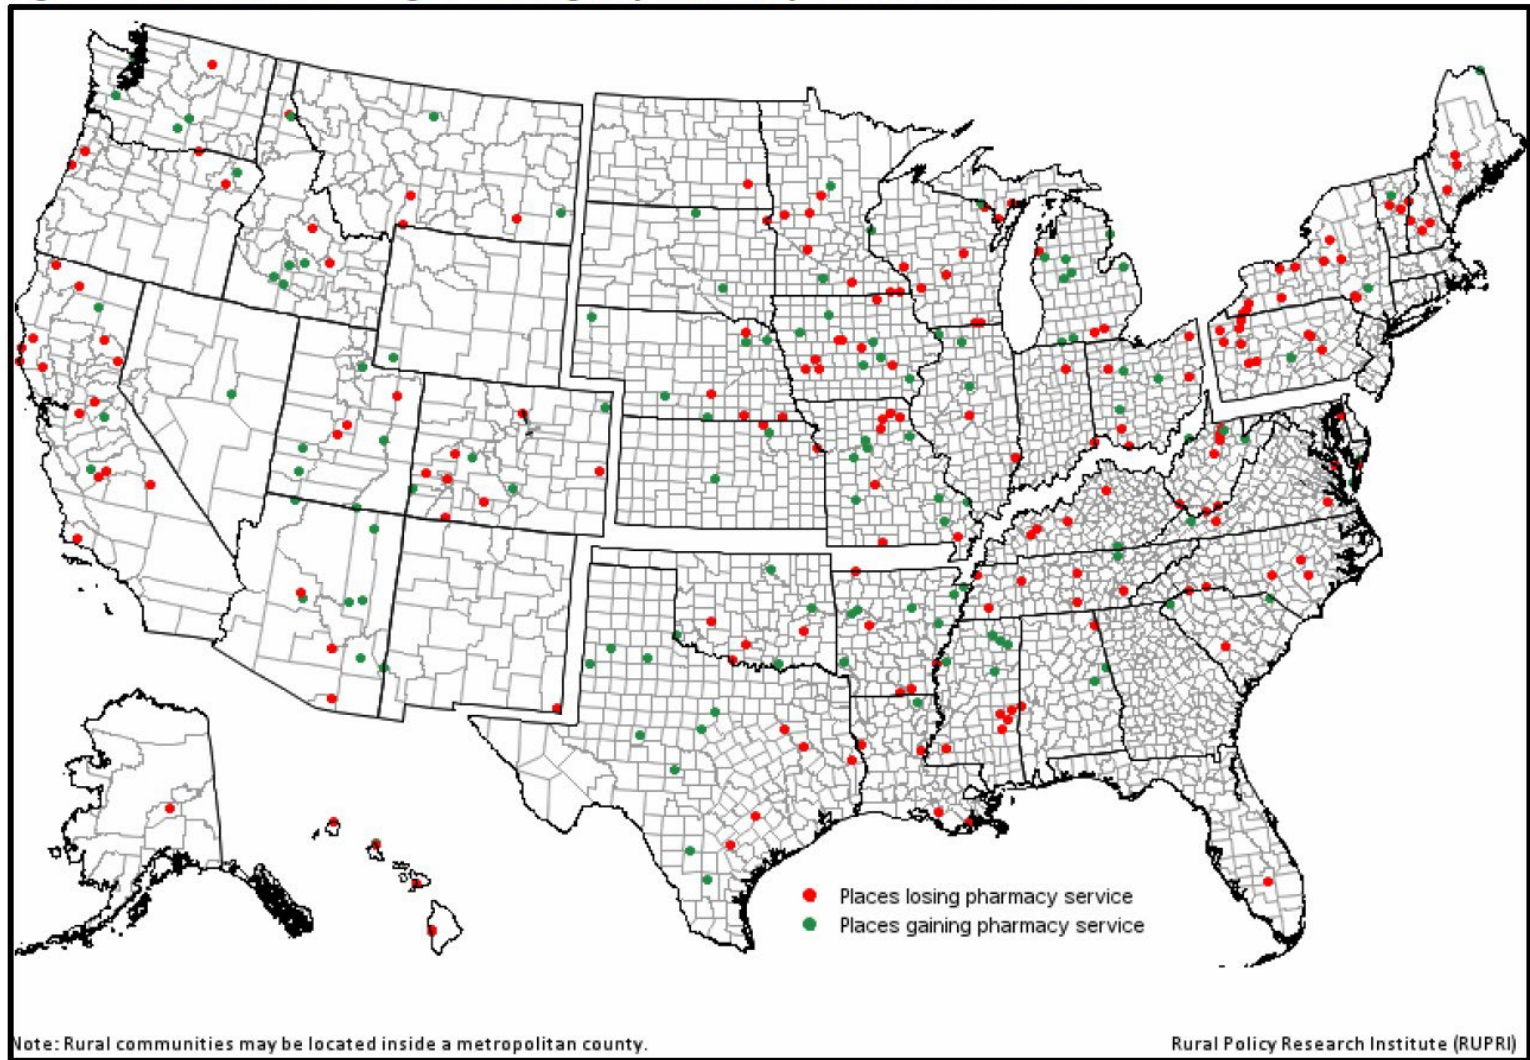 Places losing pharmacy service
Places gaining pharmacy service
Note: Rural communities may be located inside a metropolitan county.
Rural Policy Research Institute (RUPRI)